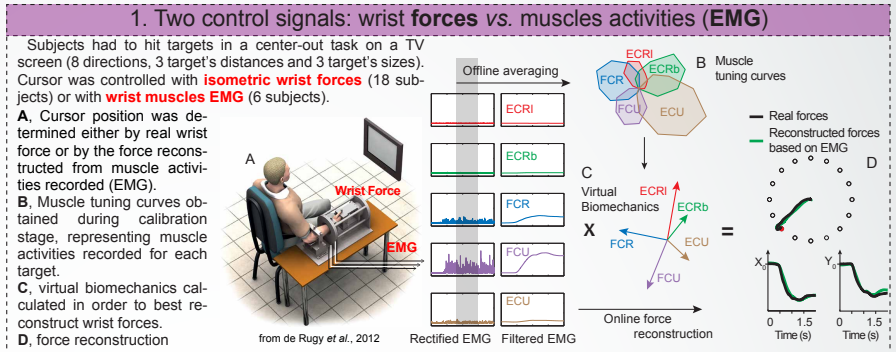 1. Two control signals: wrist forces vs. muscles activities (EMG)
Subjects had to hit targets in a center-out task on a TV
screen (8 directions, 3 target's distances and 3 target's sizes).
Cursor was controlled with isometric wrist forces (18 sub-
jects) or with wrist muscles EMG (6 subjects).
A, Cursor position was de-
termined either by real wrist
force or by the force recons-
tructed from muscle activi-
ties recorded (EMG).
B, Muscle tuning curves ob-
tained during calibration
stage, representing muscle
activities recorded for each
target.
C, virtual biomechanics cal-
culated in order to best re-
construct wrist forces.
D, force reconstruction
A
Wrist Force
EMG
from de Rugy et al., 2012
Offline averaging
ECRl
ECRb
FCR
FCU
ECU
Rectified EMG
Filtered EMG
ECRl
ECRb
FCR
FCU
ECU
B
Muscle
tuning curves
C
Virtual
Biomechanics
X
ECRl
ECRb
FCR
ECU
FCU
=
Online force
reconstruction
Real forces
Reconstructed forces
based on EMG
D
X0
0 1.5
Time (s)
Y0
0 1.5
Time (s)